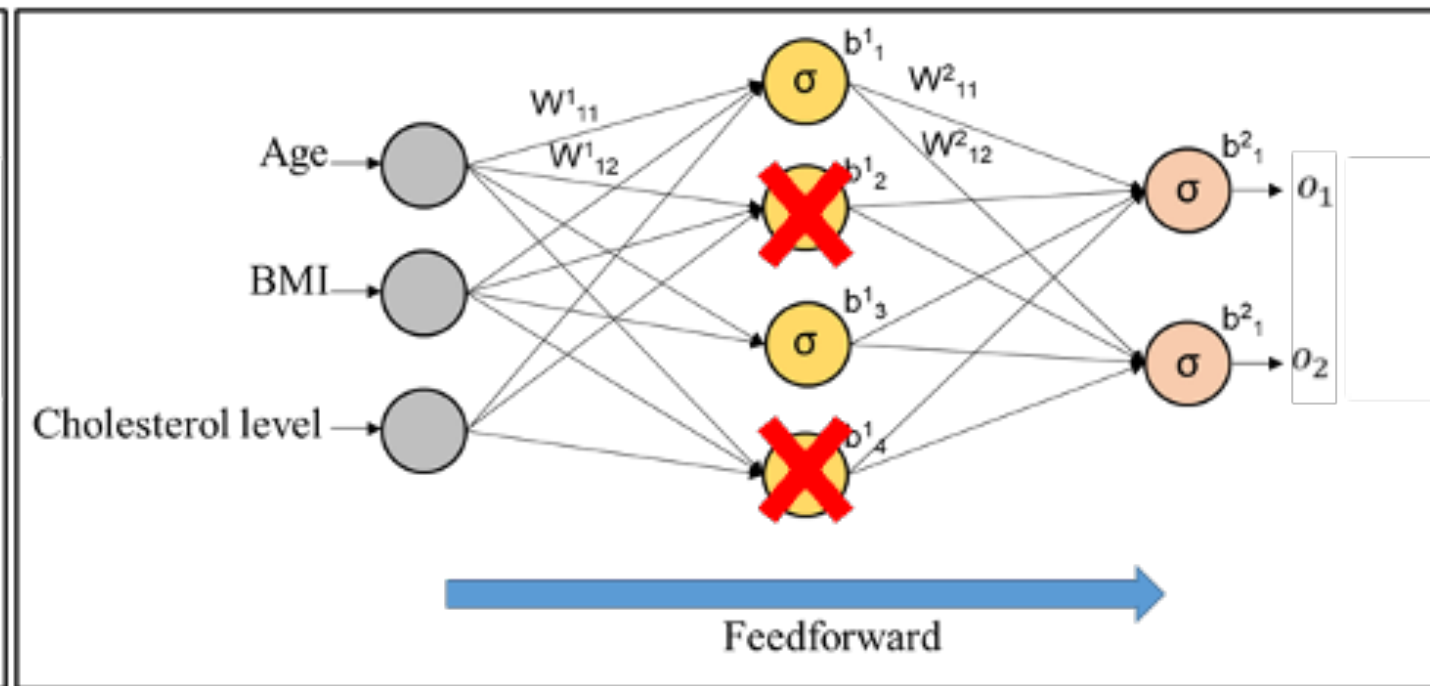 b¹₁
σ
W²₁₁
W¹₁₁
Age
W¹₁₂
W²₁₂
b¹₂
b²₁
σ
o₁
BMI
b¹₃
σ
b²₁
σ
o₂
Cholesterol level
b¹₄
Feedforward